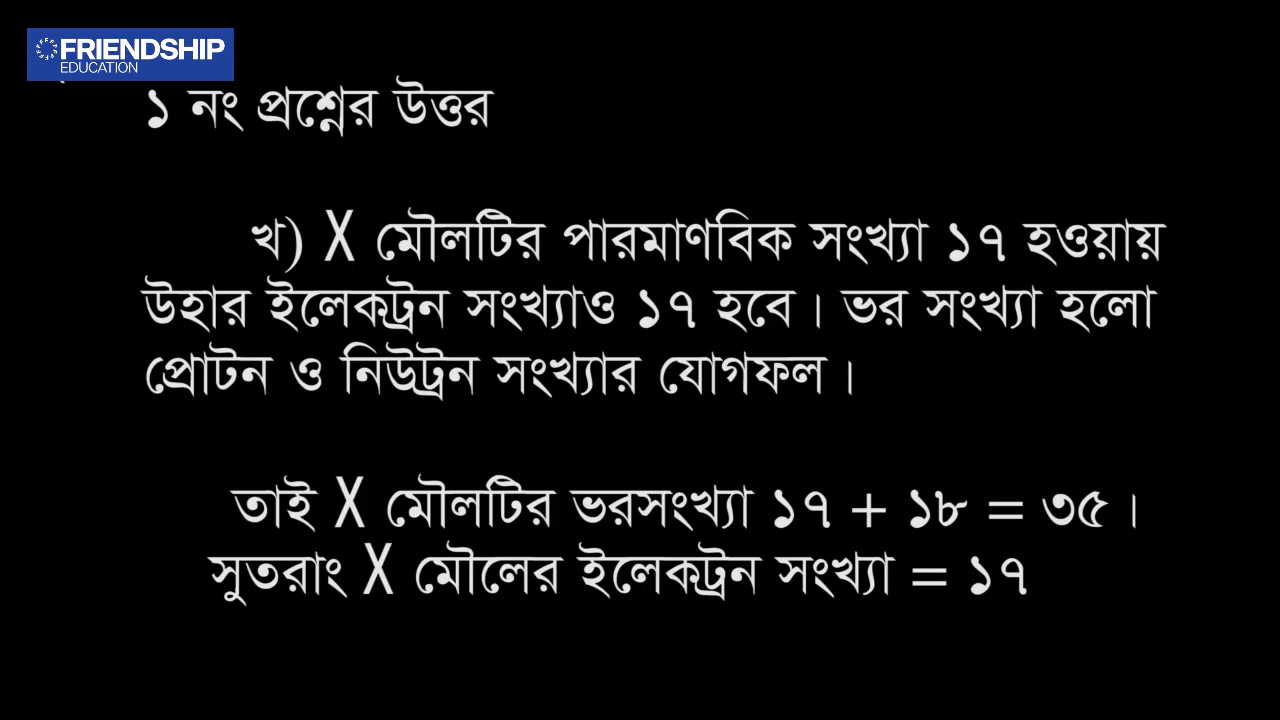 FRIENDSHIP
EDUCATION
১ নং প্রশ্নের উত্তর
খ) X মৌলটির পারমাণবিক সংখ্যা ১৭ হওয়ায়
উহার ইলেকট্রন সংখ্যাও ১৭ হবে। ভর সংখ্যা হলো
প্রোটন ও নিউট্রন সংখ্যার যোগফল।
তাই X মৌলটির ভরসংখ্যা ১৭ + ১৮ = ৩৫।
সুতরাং X মৌলের ইলেকট্রন সংখ্যা = ১৭